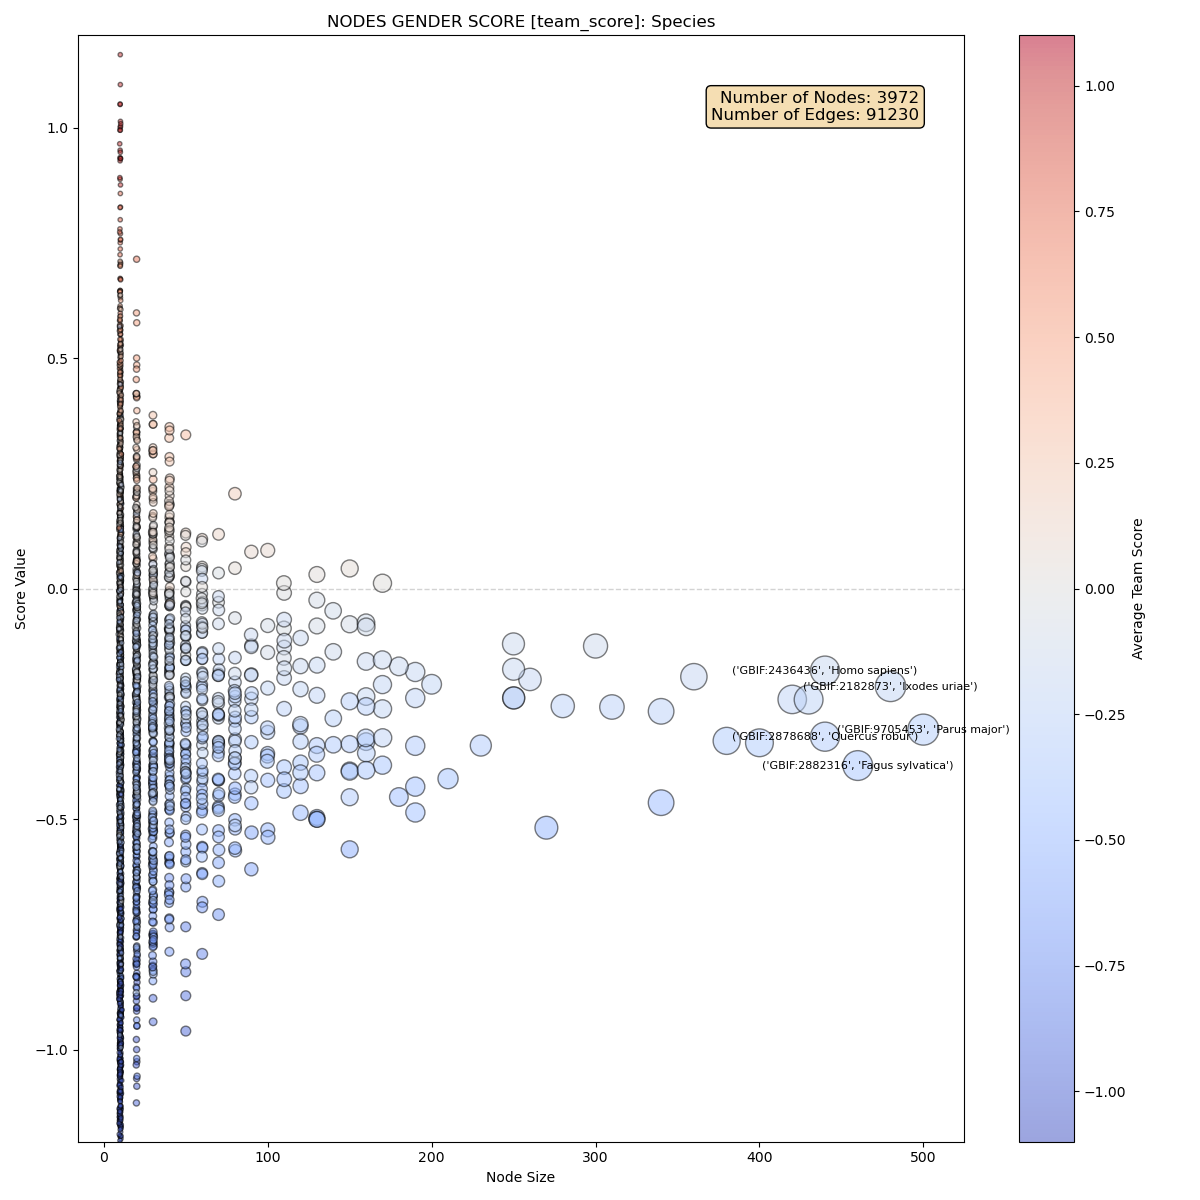 NODES GENDER SCORE [team_score]: Species
Number of Nodes: 3972
Number of Edges: 91230
1.0
0.5
0.0
−0.5
−1.0
Score Value
('GBIF:2436436', 'Homo sapiens')
('GBIF:2182873', 'Ixodes uriae')
('GBIF:9705453', 'Parus major')
('GBIF:2878688', 'Quercus robur')
('GBIF:2882316', 'Fagus sylvatica')
0
100
200
300
400
500
Node Size
1.00
0.75
0.50
0.25
0.00
−0.25
−0.50
−0.75
−1.00
Average Team Score